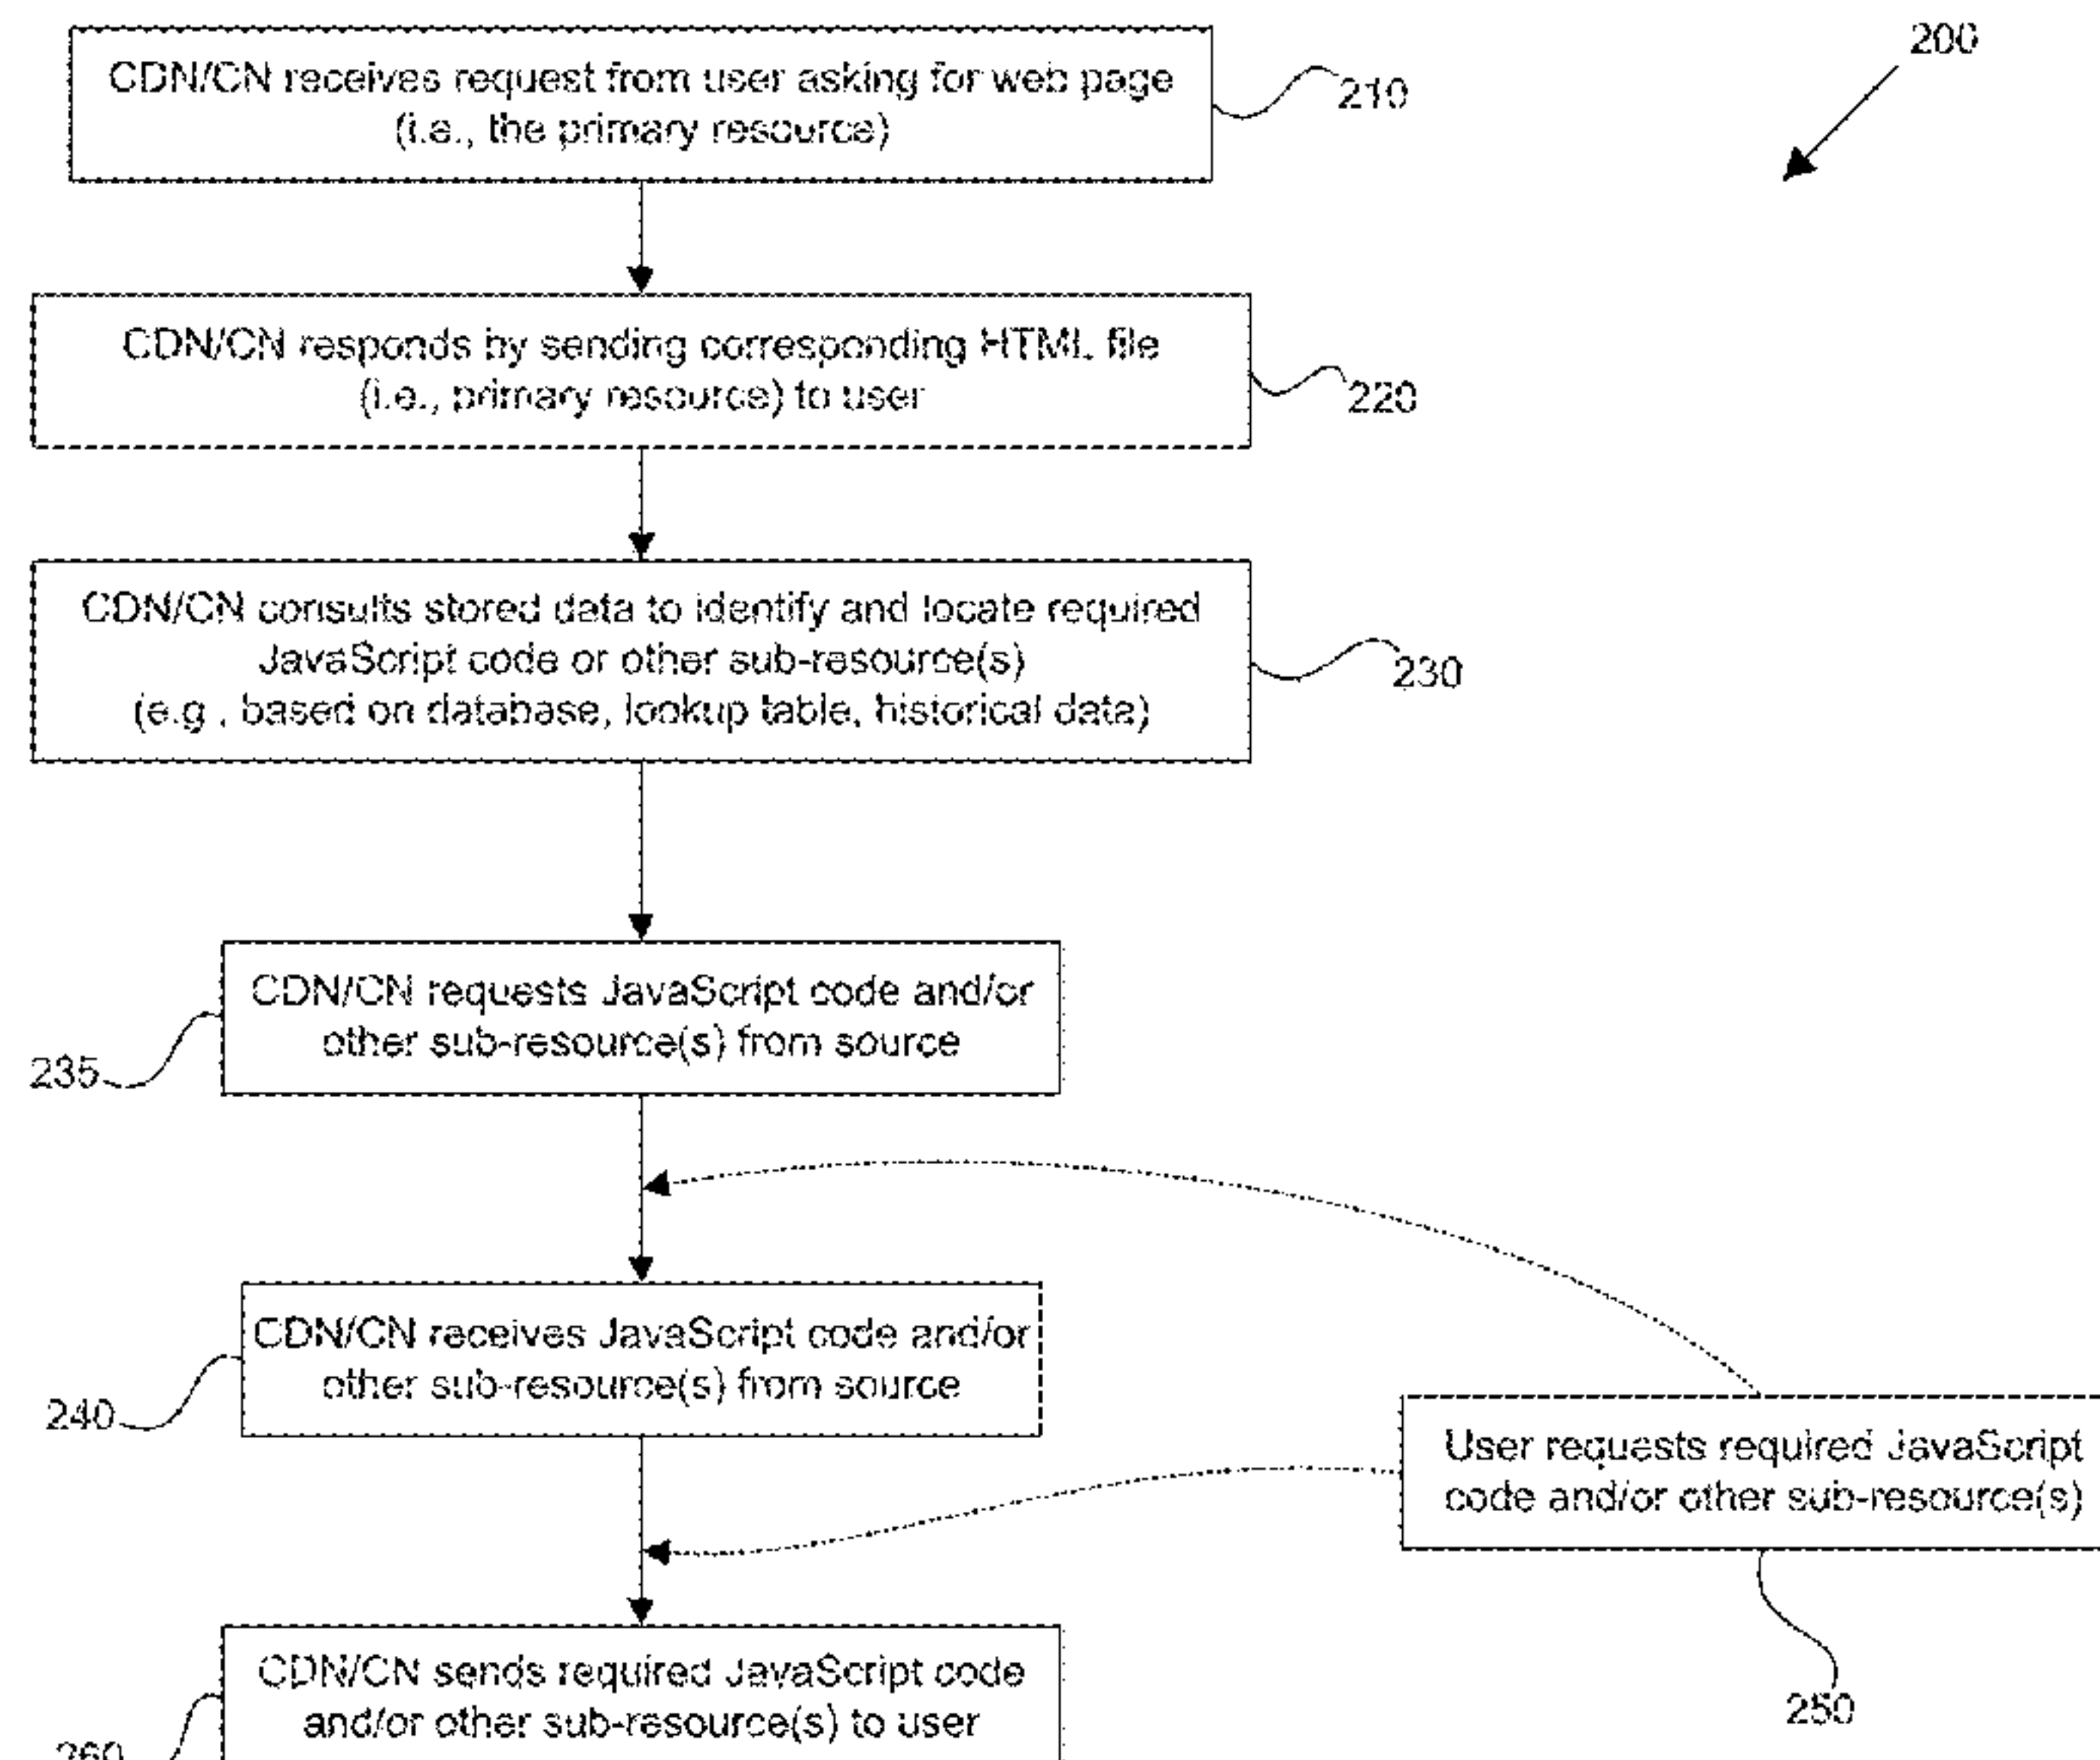 200
CDN/CN receives request from user asking for web page
(i.e., the primary resource)
210
CDN/CN responds by sending corresponding HTML file
(i.e., primary resource) to user
220
CDN/CN consults stored data to identify and locate required
JavaScript code or other sub-resource(s)
(e.g., based on database, lookup table, historical data)
230
CDN/CN requests JavaScript code and/or
other sub-resource(s) from source
235
CDN/CN receives JavaScript code and/or
other sub-resource(s) from source
240
User requests required JavaScript
code and/or other sub-resource(s)
250
CDN/CN sends required JavaScript code
and/or other sub-resource(s) to user
260